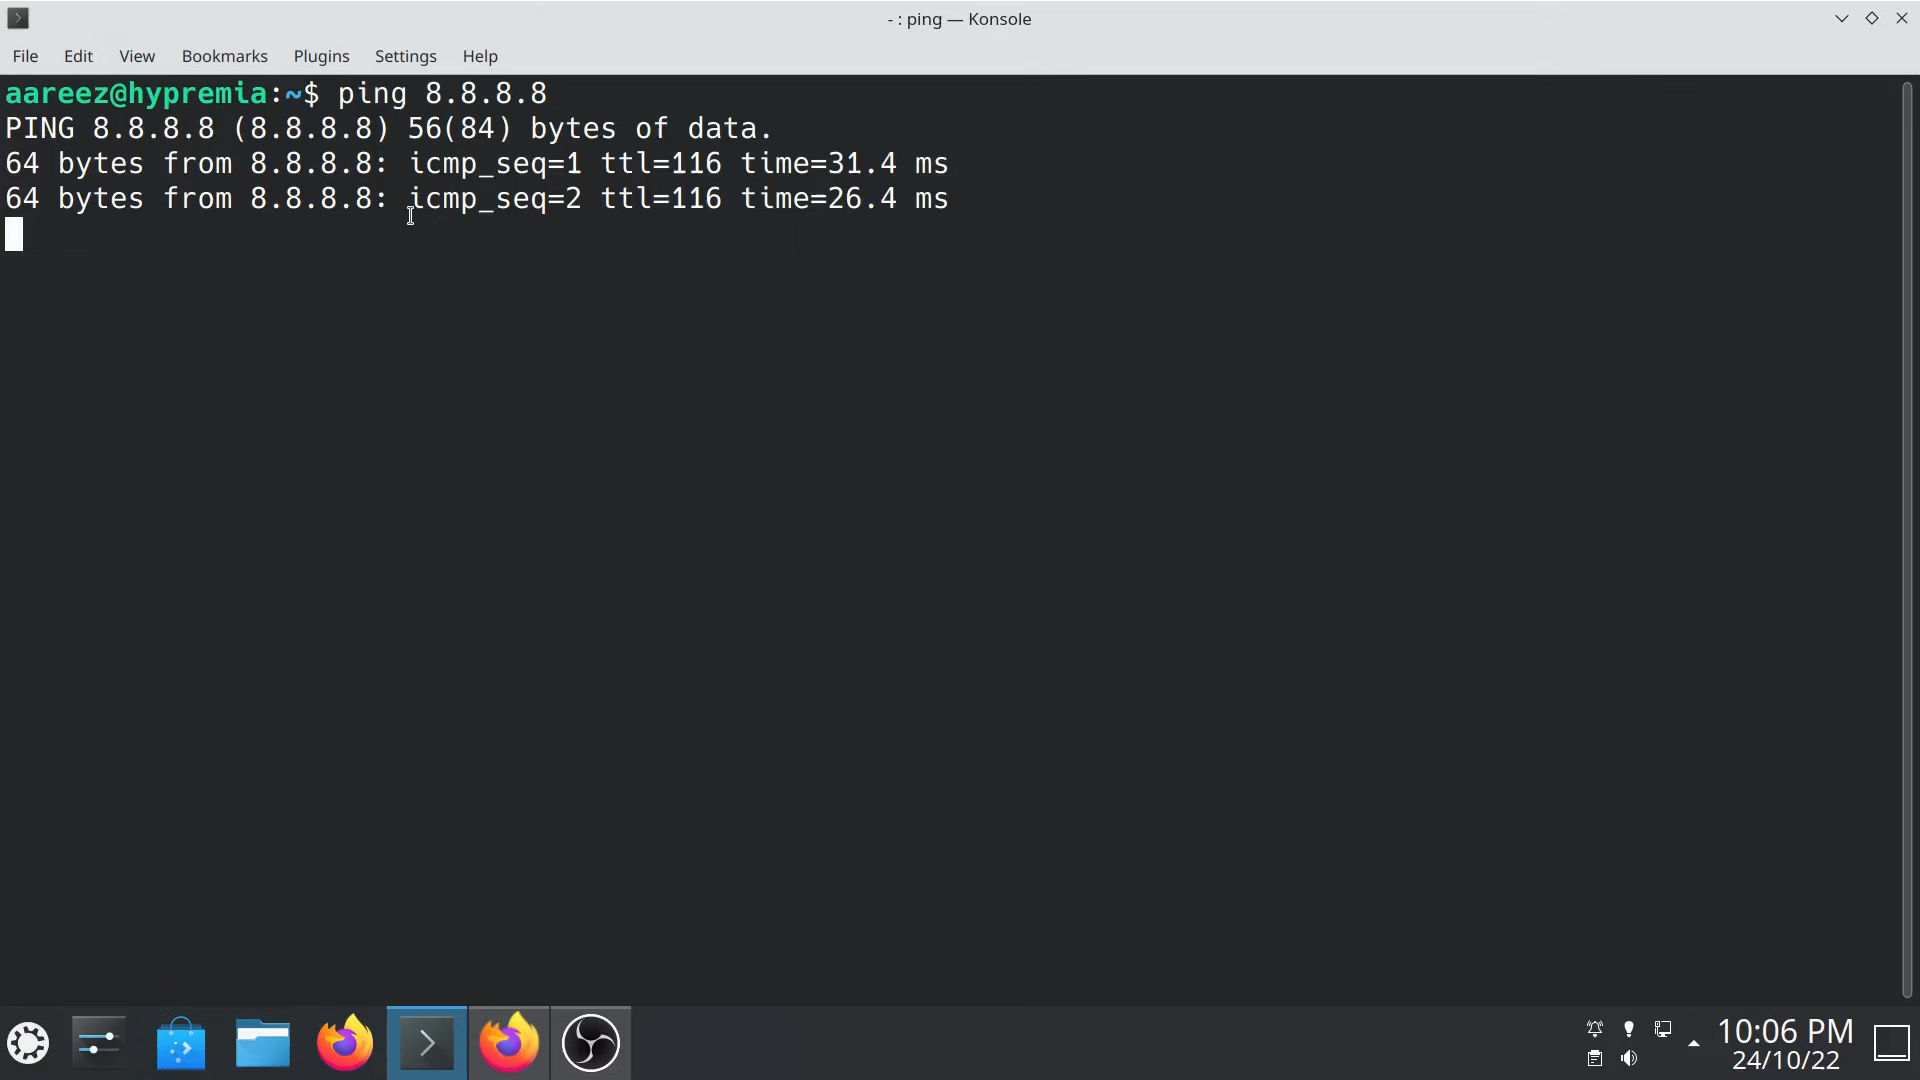 - : ping — Konsole
File Edit View Bookmarks Plugins Settings Help
aareez@hypremia:~$ ping 8.8.8.8
PING 8.8.8.8 (8.8.8.8) 56(84) bytes of data.
64 bytes from 8.8.8.8: icmp_seq=1 ttl=116 time=31.4 ms
64 bytes from 8.8.8.8: icmp_seq=2 ttl=116 time=26.4 ms
10:06 PM
24/10/22